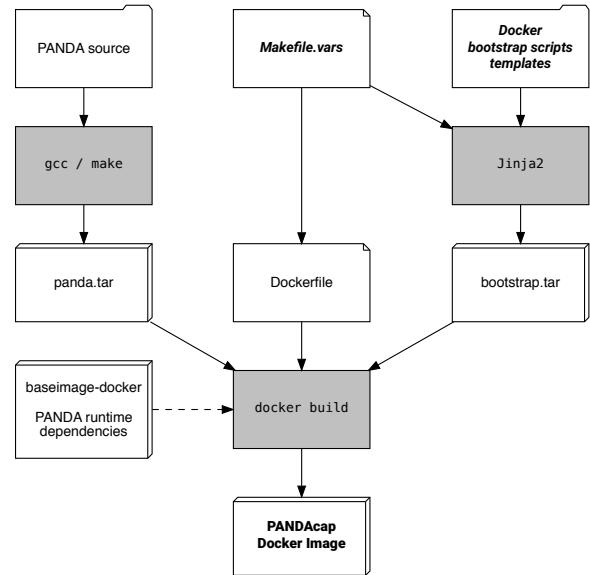 PANDA source
Makefile.vars
Docker
bootstrap scripts
templates
gcc / make
Jinja2
panda.tar
Dockerfile
bootstrap.tar
baseimage-docker
PANDA runtime
dependencies
docker build
PANDAcap
Docker Image